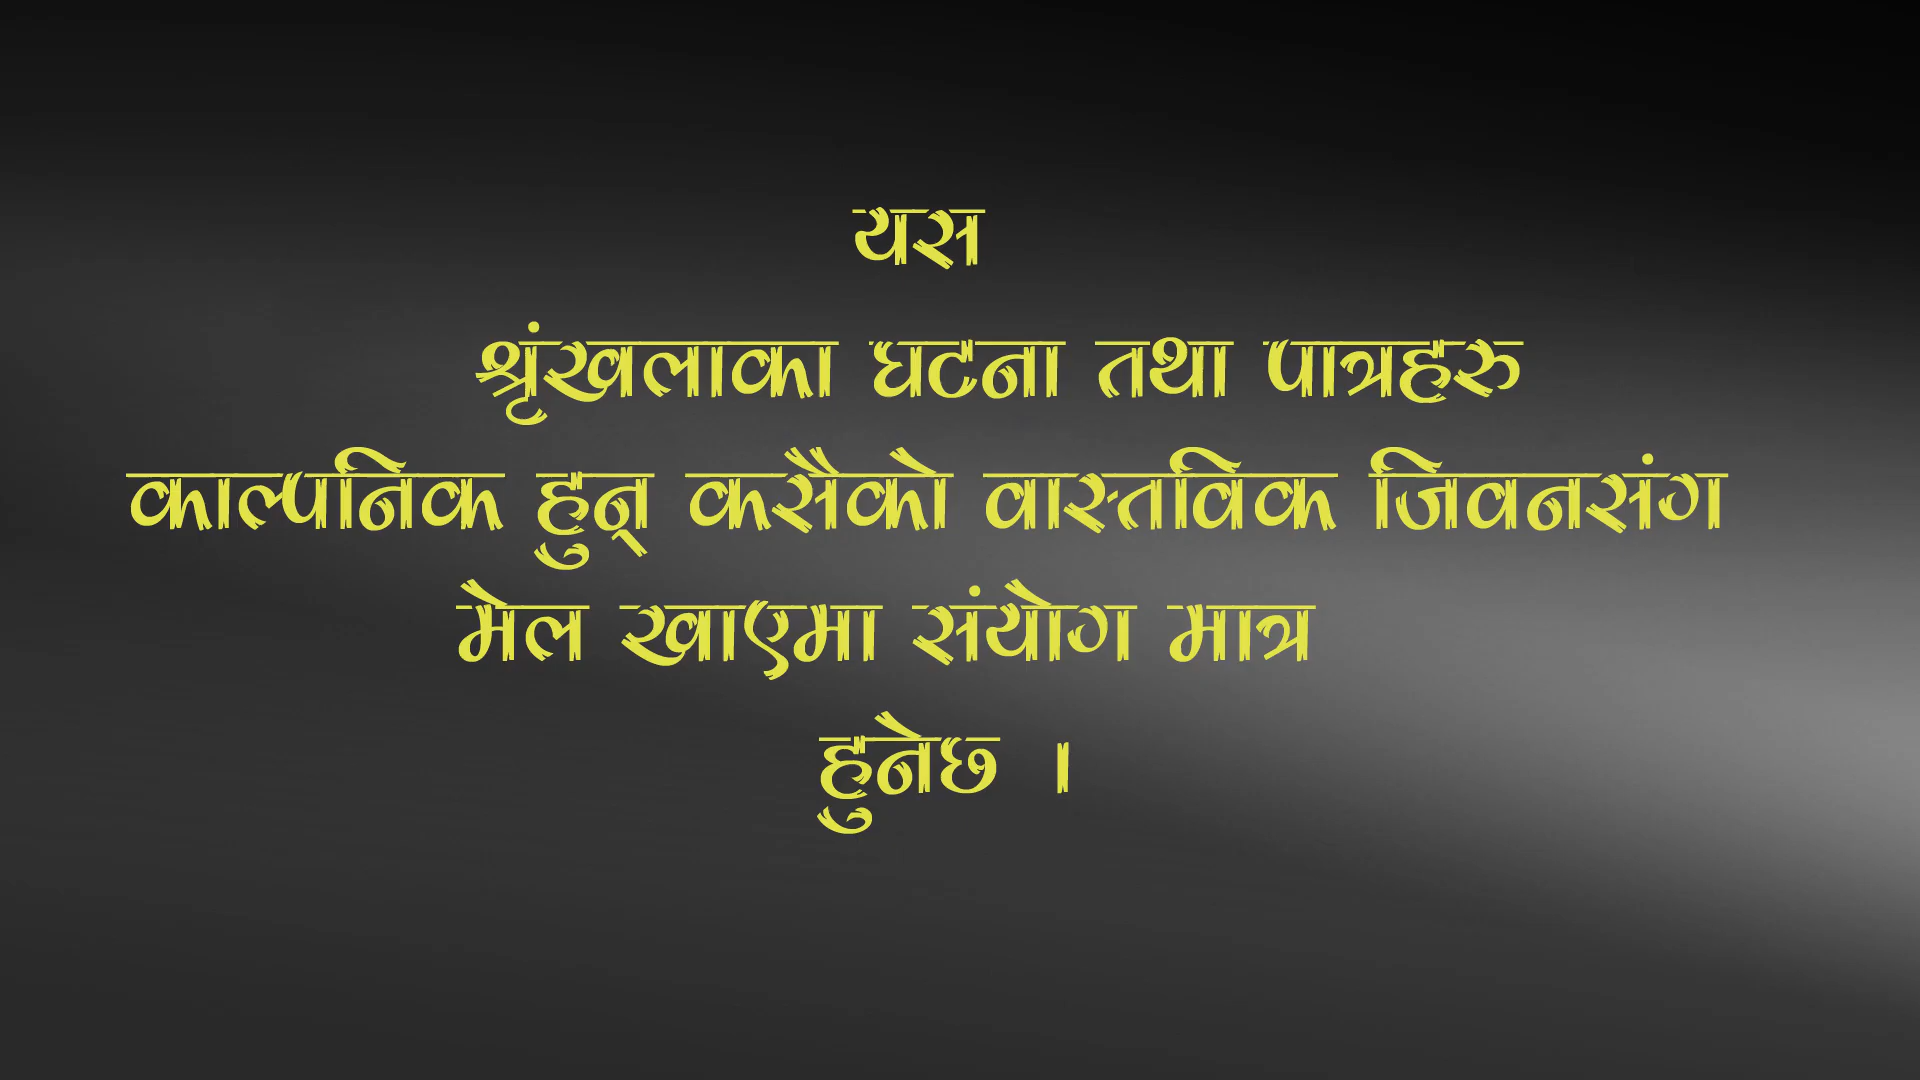 यस
श्रृंखलाका घटना तथा पात्रहरु
काल्पनिक हुन् कसैको वास्तविक जिवनसंग
मेल खाएमा संयोग मात्र
हुनेछ ।